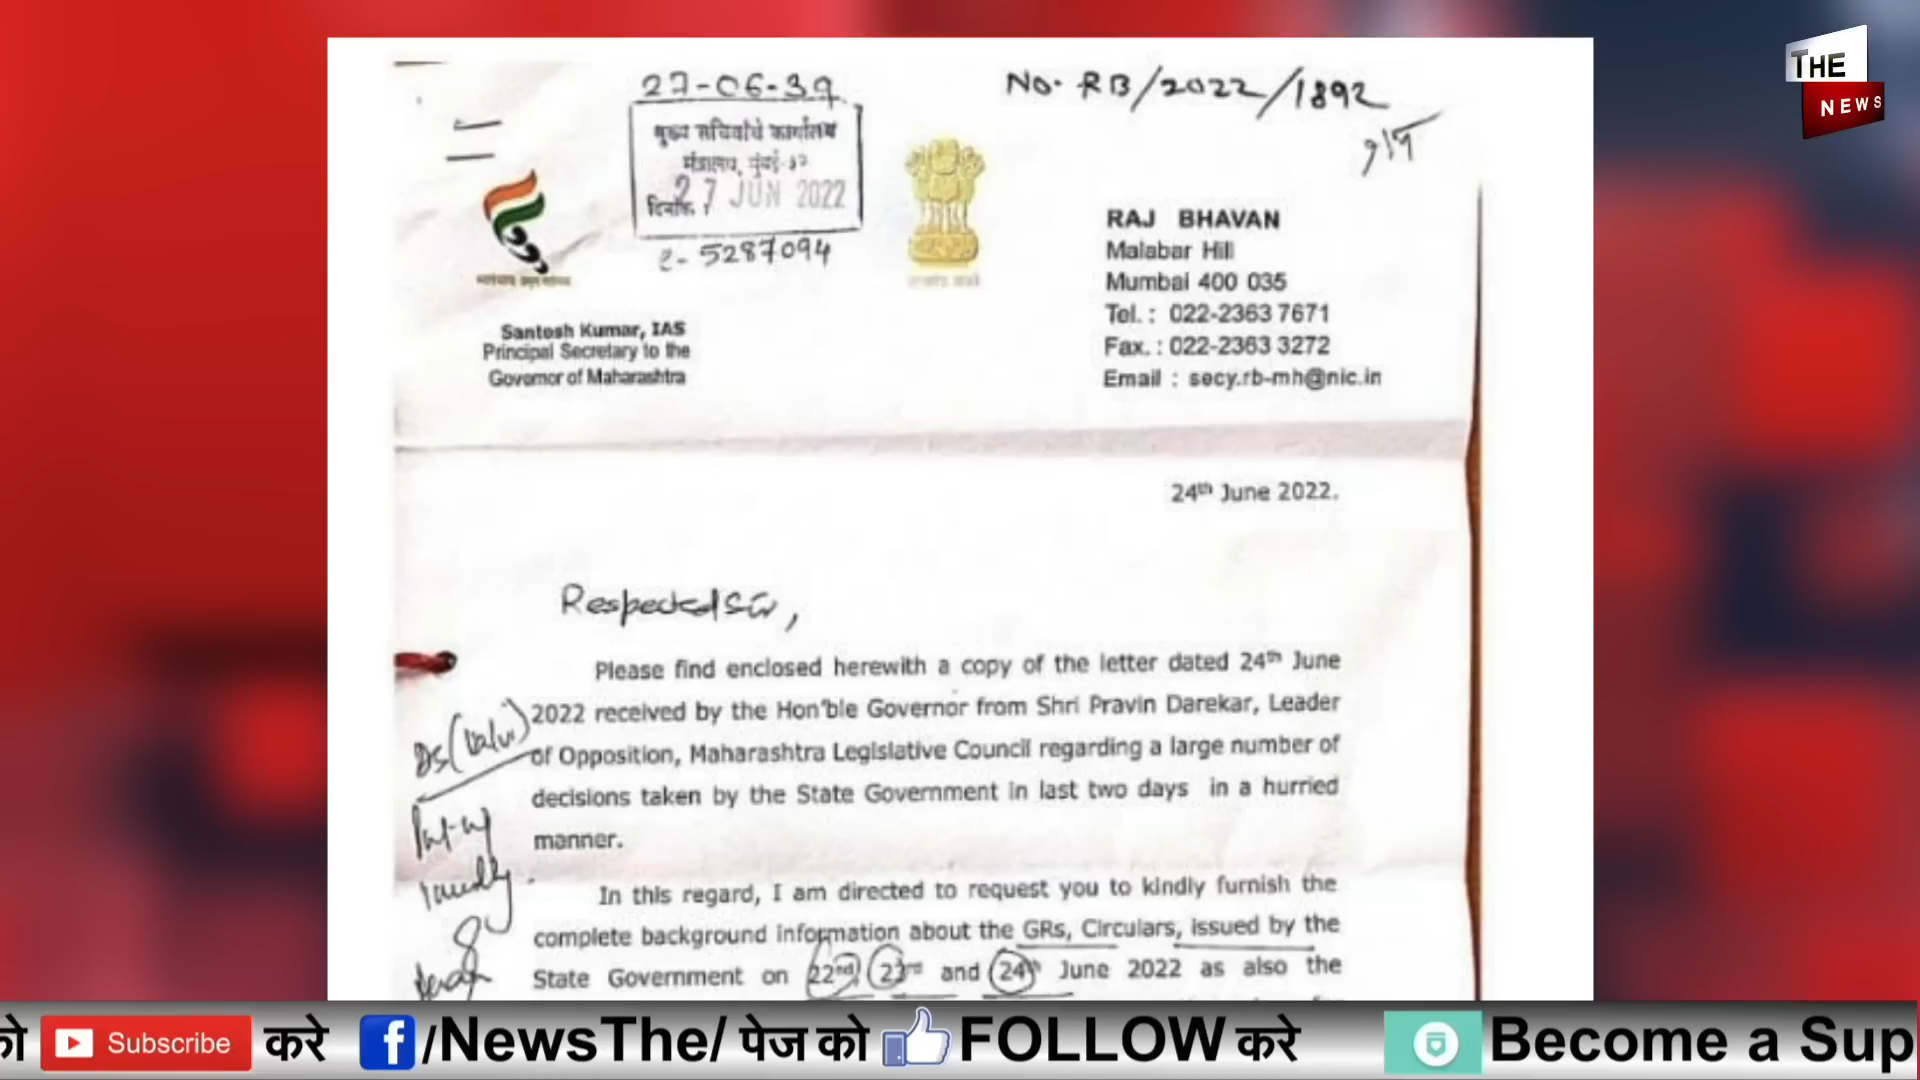 27-06-39
No. RB/2022/1892
THE
NEWS
मुख्य सचिवांचे कार्यालय
मंत्रालय, मुंबई-३२
दिनांक :
27 JUN 2022
e-5287094
RAJ BHAVAN
Malabar Hill
Mumbai 400 035
Tel. : 022-2363 7671
Fax. : 022-2363 3272
Email : secy.rb-mh@nic.in
Santosh Kumar, IAS
Principal Secretary to the
Governor of Maharashtra
24th June 2022.
Respected Sir,
Please find enclosed herewith a copy of the letter dated 24th June
2022 received by the Hon'ble Governor from Shri Pravin Darekar, Leader
of Opposition, Maharashtra Legislative Council regarding a large number of
decisions taken by the State Government in last two days in a hurried
manner.
In this regard, I am directed to request you to kindly furnish the
complete background information about the GRs, Circulars, issued by the
State Government on 22nd, 23rd and 24th June 2022 as also the
को Subscribe करे f/NewsThe/ पेज को FOLLOW करे Become a Sup